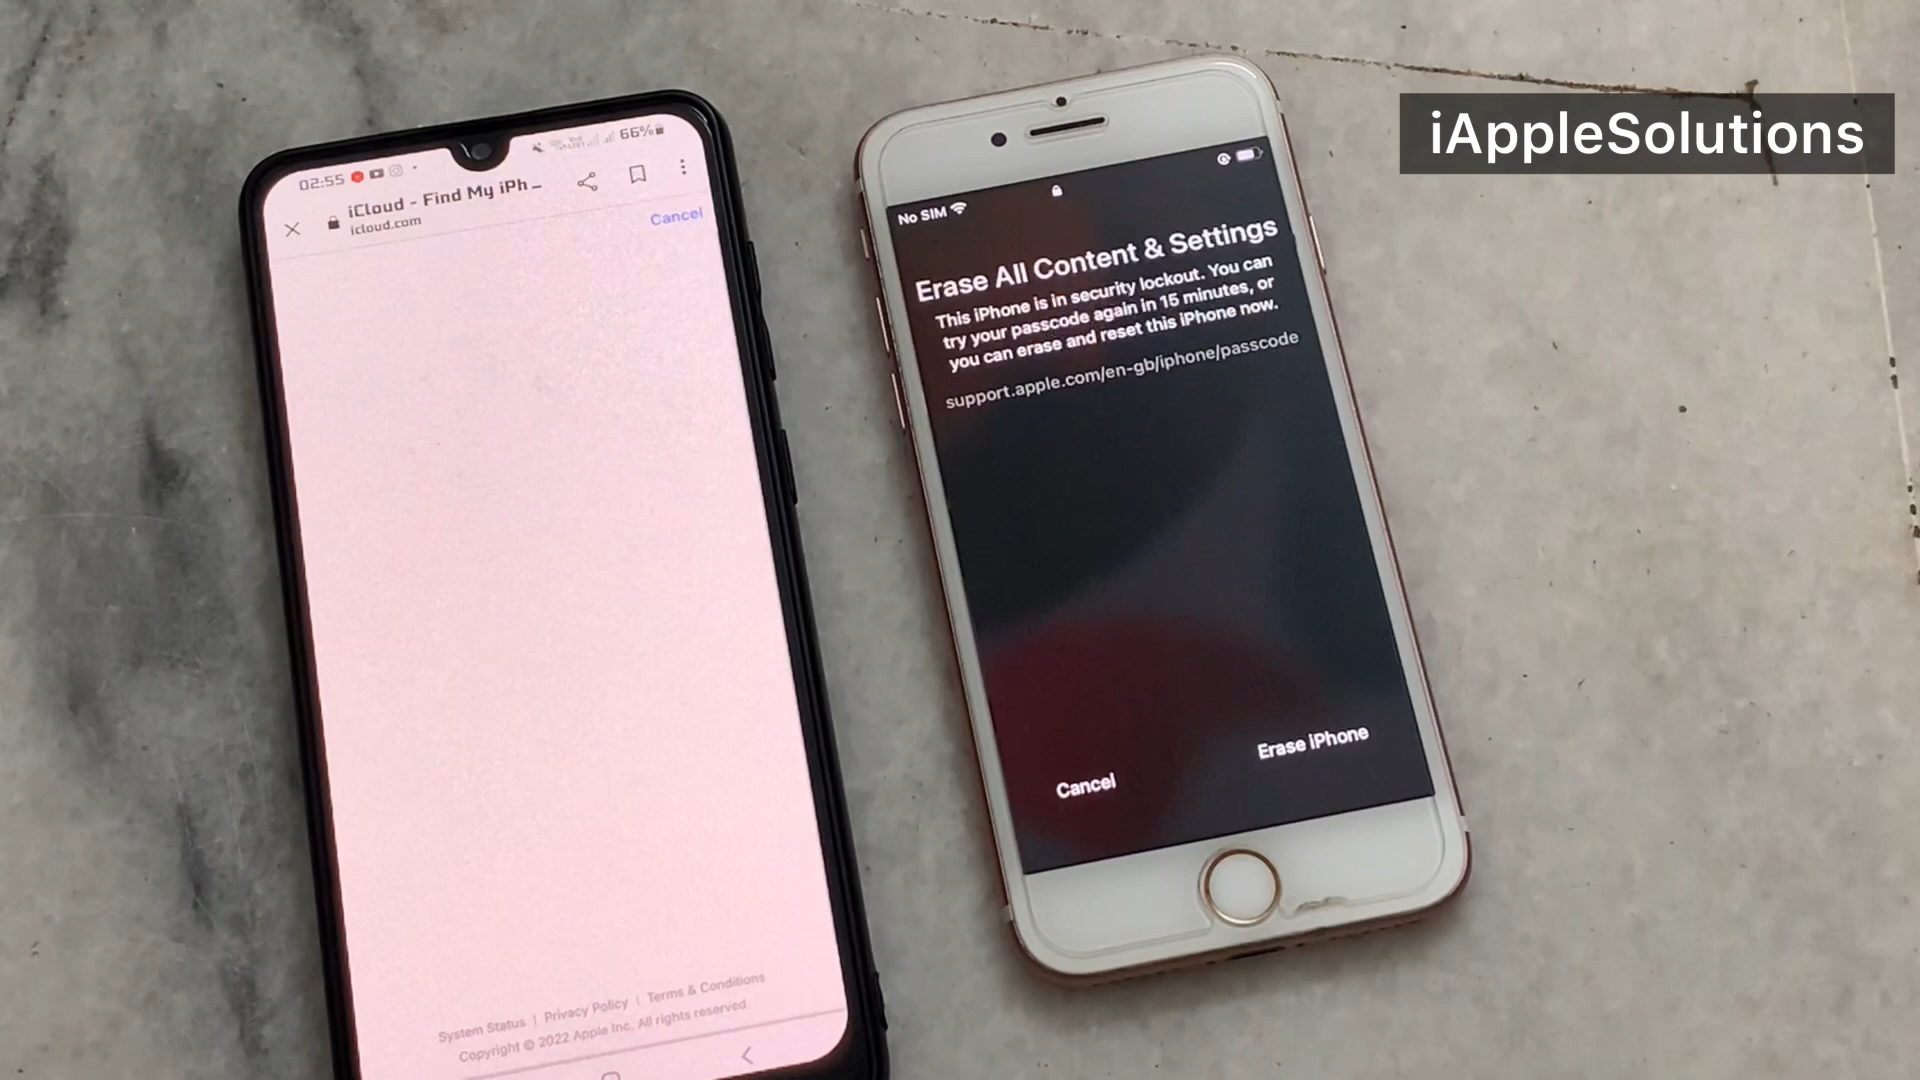 iAppleSolutions
02:55
66%
iCloud - Find My iPh
icloud.com
Cancel
System Status | Privacy Policy | Terms & Conditions
Copyright © 2022 Apple Inc. All rights reserved.
No SIM
Erase All Content & Settings
This iPhone is in security lockout. You can
try your passcode again in 15 minutes, or
you can erase and reset this iPhone now.
support.apple.com/en-gb/iphone/passcode
Erase iPhone
Cancel